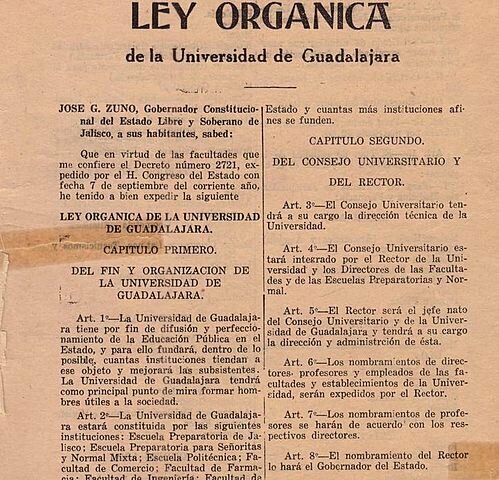 LEY ORGANICA
de la Universidad de Guadalajara
JOSE G. ZUNO, Gobernador Constitucio-
nal del Estado Libre y Soberano de
Jalisco, a sus habitantes, sabed:
Que en virtud de las facultades que
me confiere el Decreto número 2721, ex-
pedido por el H. Congreso del Estado con
fecha 7 de septiembre del corriente año,
he tenido a bien expedir la siguiente
LEY ORGANICA DE LA UNIVERSIDAD
DE GUADALAJARA.
CAPITULO PRIMERO.
DEL FIN Y ORGANIZACION DE
LA UNIVERSIDAD DE
GUADALAJARA.
Art. 1º—La Universidad de Guadalaja-
ra tiene por fin de difusión y perfeccio-
namiento de la Educación Pública en el
Estado, y para ello fundará, dentro de lo
posible, cuantas instituciones tiendan a
ese objeto y mejorará las subsistentes.
La Universidad de Guadalajara tendrá
como principal punto de mira formar hom-
bres útiles a la sociedad.
Art. 2º—La Universidad de Guadalaja-
ra estará constituida por las siguientes
instituciones: Escuela Preparatoria de Ja-
lisco; Escuela Preparatoria para Señoritas
y Normal Mixta; Escuela Politécnica; Fa-
cultad de Comercio; Facultad de Farma-
cia; Facultad de Ingeniería; Facultad de
Estado y cuantas más instituciones afi-
nes se funden.
CAPITULO SEGUNDO.
DEL CONSEJO UNIVERSITARIO Y
DEL RECTOR.
Art. 3º—El Consejo Universitario ten-
drá a su cargo la dirección técnica de la
Universidad.
Art. 4º—El Consejo Universitario es-
tará integrado por el Rector de la Uni-
versidad y los Directores de las Faculta-
des y de las Escuelas Preparatorias y Nor-
mal.
Art. 5º—El Rector será el jefe nato
del Consejo Universitario y de la Univer-
sidad de Guadalajara y tendrá a su cargo
la dirección y administrción de ésta.
Art. 6º—Los nombramintos de direc-
tores profesores y empleados de las fa-
cultades y establecimientos de la Univer-
sidad, serán expedidos por el Rector.
Art. 7º—Los nombramintos de profe-
sores se harán de acuerdo con los res-
pectivos directores.
Art. 8º—El nombramiento del Rector
lo hará el Gobernador del Estado.